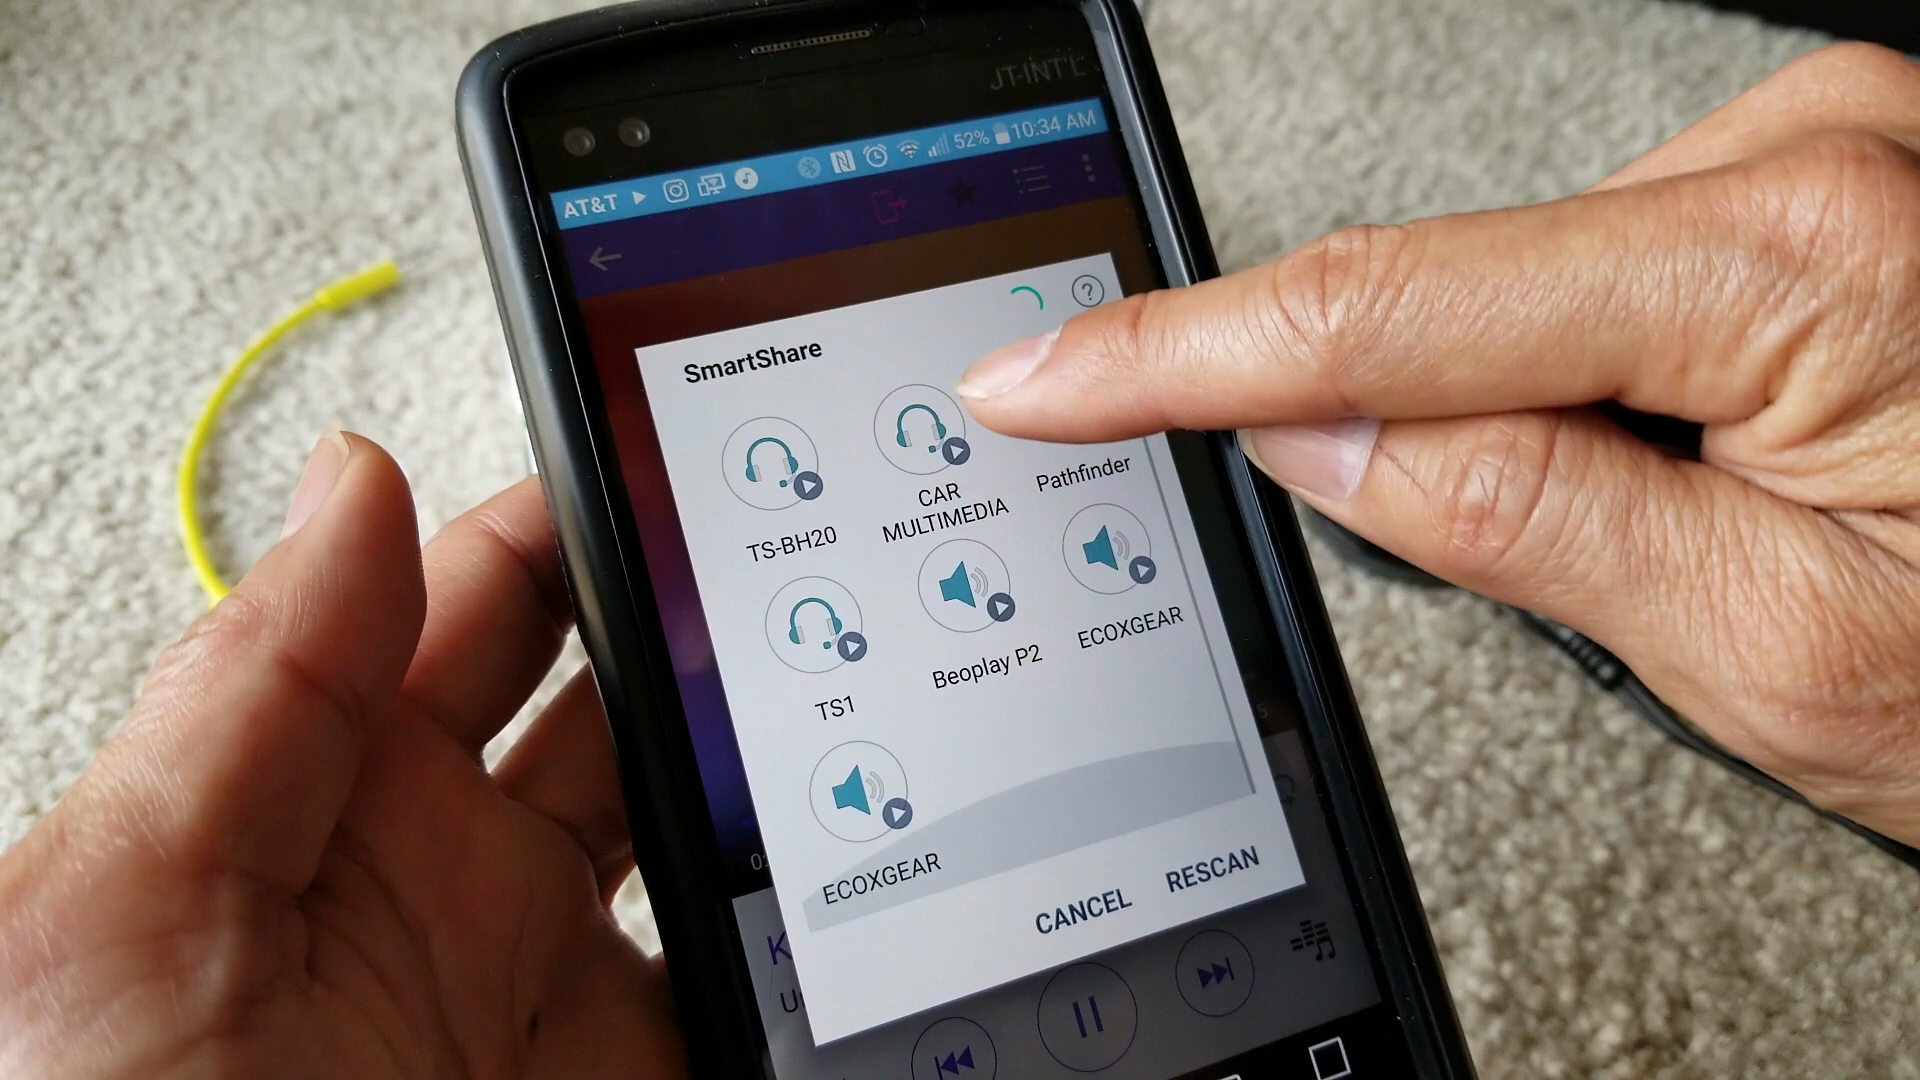 JT-INT'L
AT&T 52% 10:34 AM
?
SmartShare
TS-BH20
CAR
MULTIMEDIA
Pathfinder
TS1
Beoplay P2
ECOXGEAR
ECOXGEAR
CANCEL
RESCAN